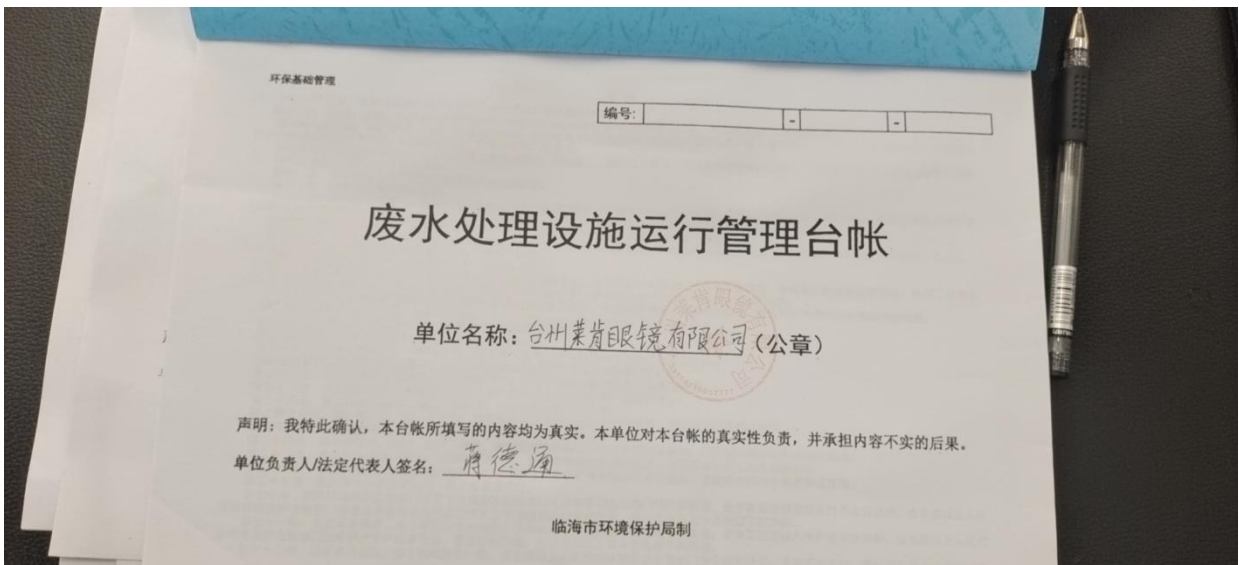 环保基础管理
编号: - -
废水处理设施运行管理台帐
单位名称：台州莱肯眼镜有限公司（公章）
声明：我特此确认，本台帐所填写的内容均为真实。本单位对本台帐的真实性负责，并承担内容不实的后果。
单位负责人/法定代表人签名：蒋德通
临海市环境保护局制